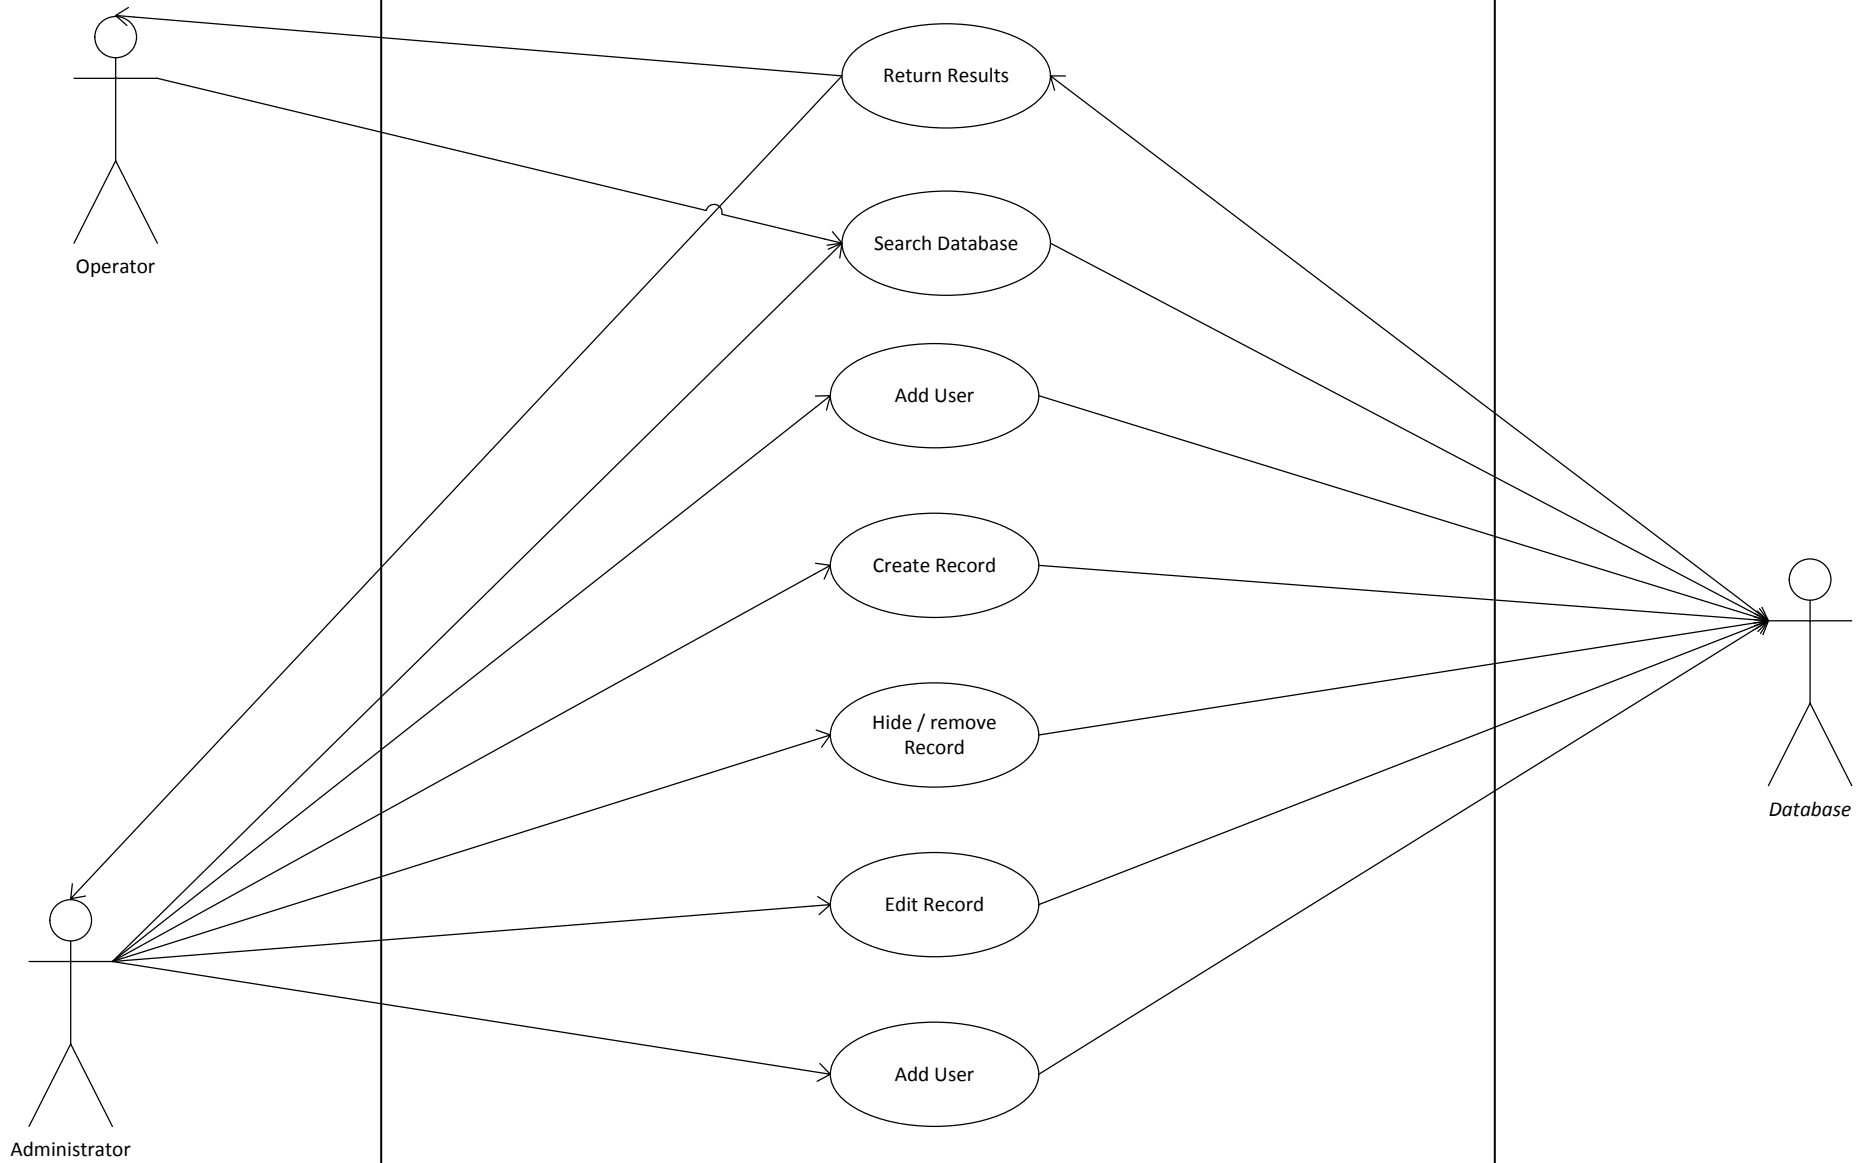 Return Results
Search Database
Operator
Add User
Create Record
Hide / remove
Record
Database
Edit Record
Add User
Administrator